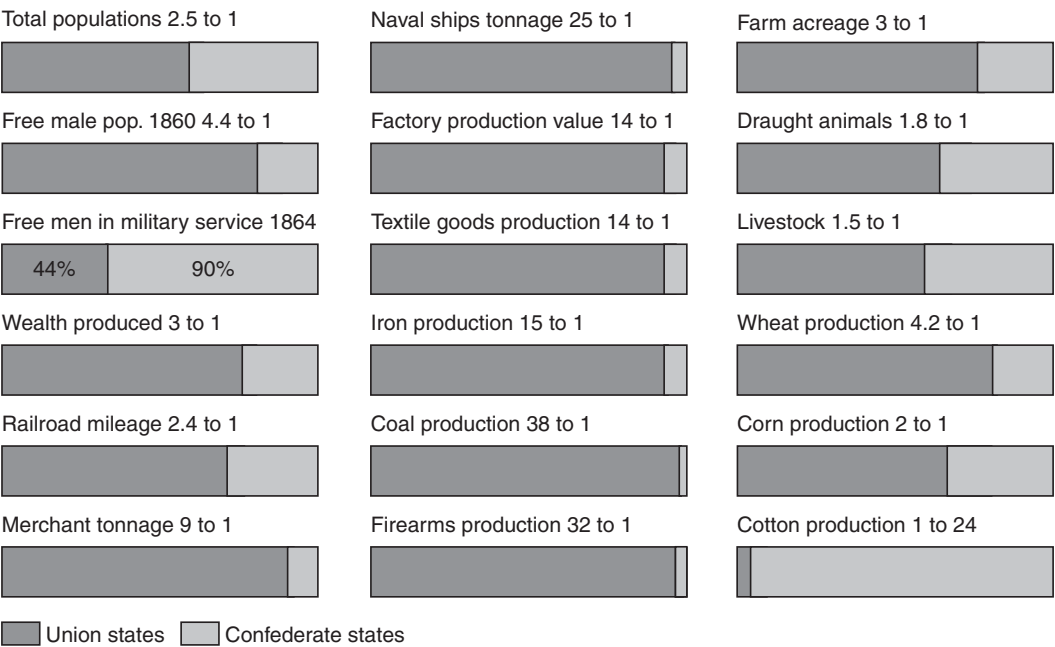 Total populations 2.5 to 1
Naval ships tonnage 25 to 1
Farm acreage 3 to 1
Free male pop. 1860 4.4 to 1
Factory production value 14 to 1
Draught animals 1.8 to 1
Free men in military service 1864
44%
90%
Textile goods production 14 to 1
Livestock 1.5 to 1
Wealth produced 3 to 1
Iron production 15 to 1
Wheat production 4.2 to 1
Railroad mileage 2.4 to 1
Coal production 38 to 1
Corn production 2 to 1
Merchant tonnage 9 to 1
Firearms production 32 to 1
Cotton production 1 to 24
Union states
Confederate states